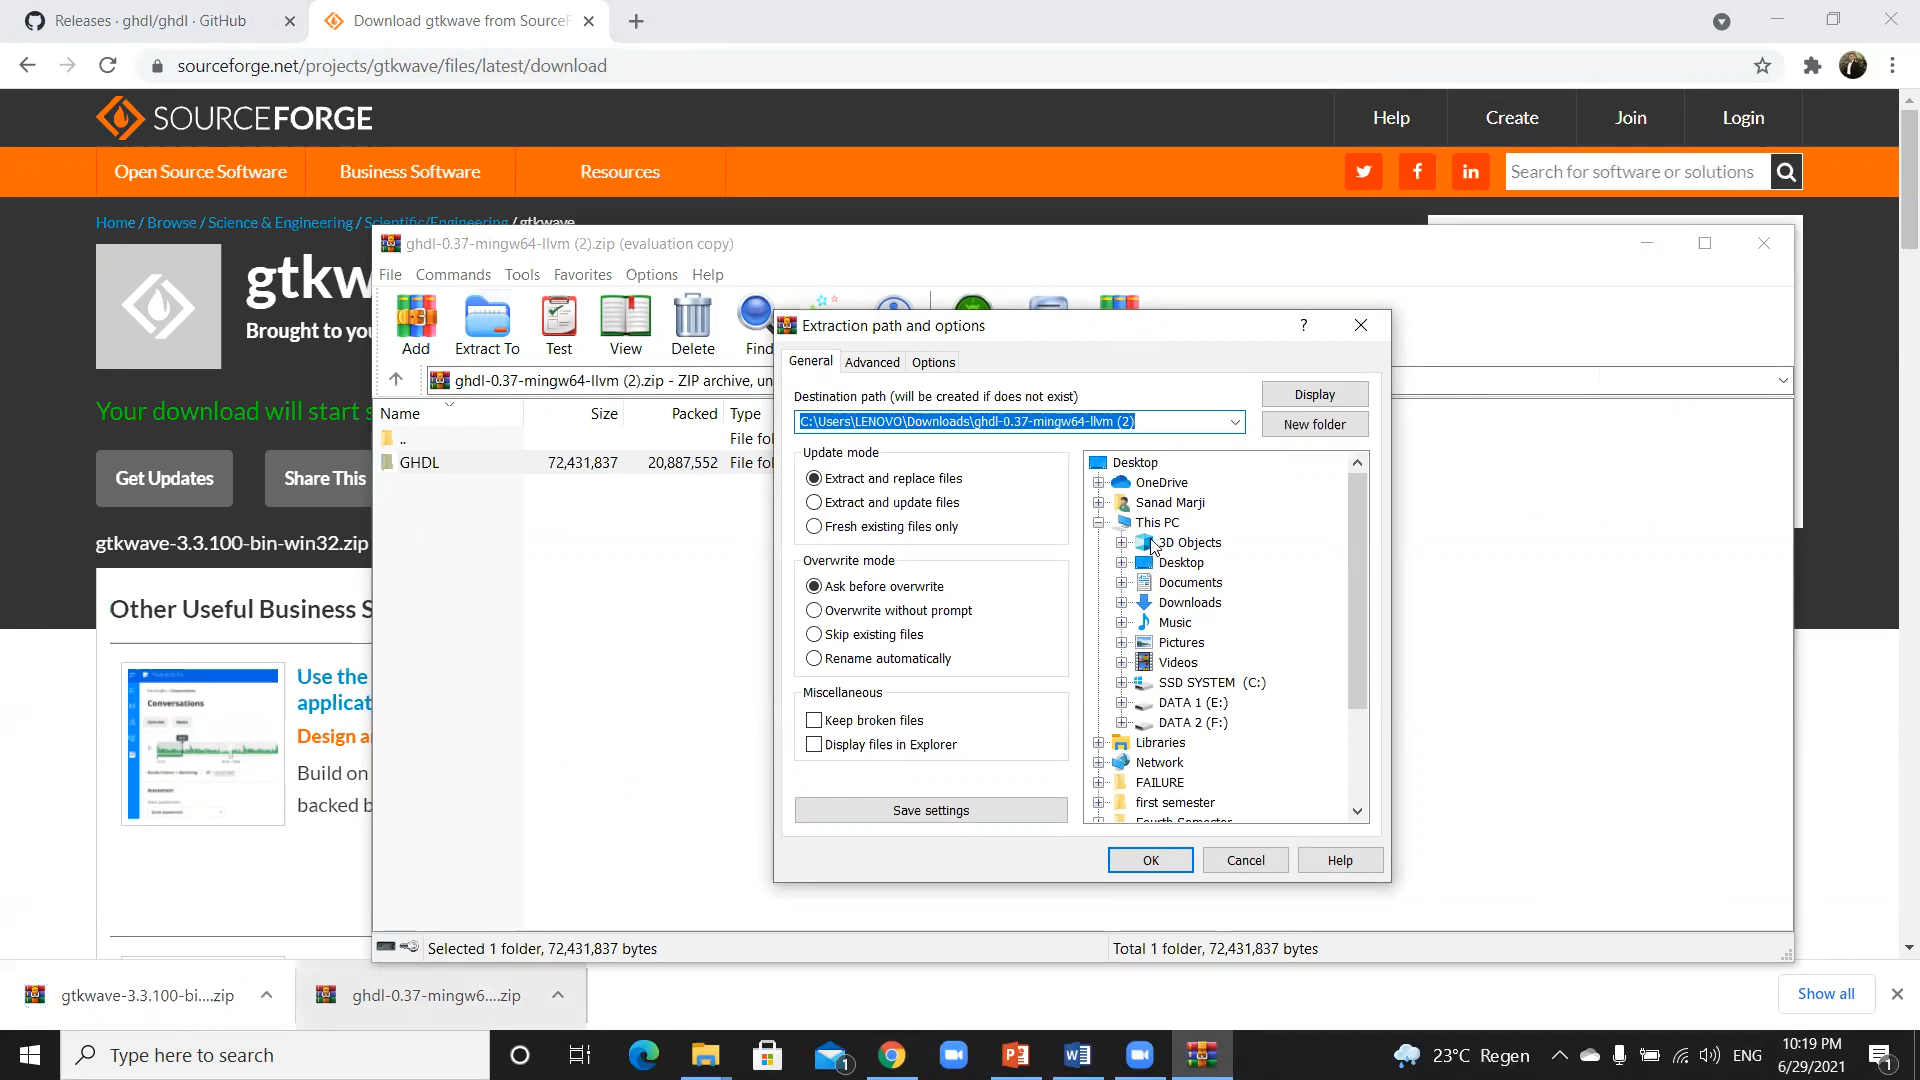 Releases · ghdl/ghdl · GitHub
Download gtkwave from SourceF
sourceforge.net/projects/gtkwave/files/latest/download
SOURCEFORGE
Help
Create
Join
Login
Open Source Software
Business Software
Resources
Search for software or solutions
Home / Browse / Science & Engineering / Scientific/Engineering / gtkwave
gtkw
Brought to you
Your download will start s
Get Updates
Share This
gtkwave-3.3.100-bin-win32.zip
Other Useful Business S
Use the
applicat
Design a
Build on
backed b
Conversations
ghdl-0.37-mingw64-llvm (2).zip (evaluation copy)
File Commands Tools Favorites Options Help
Add
Extract To
Test
View
Delete
Find
ghdl-0.37-mingw64-llvm (2).zip - ZIP archive, un
Name Size Packed Type
.. File fol
GHDL 72,431,837 20,887,552 File fol
Selected 1 folder, 72,431,837 bytes
Total 1 folder, 72,431,837 bytes
Extraction path and options
?
General Advanced Options
Destination path (will be created if does not exist)
C:\Users\LENOVO\Downloads\ghdl-0.37-mingw64-llvm (2)
Display
New folder
Update mode
Extract and replace files
Extract and update files
Fresh existing files only
Overwrite mode
Ask before overwrite
Overwrite without prompt
Skip existing files
Rename automatically
Miscellaneous
Keep broken files
Display files in Explorer
Save settings
Desktop
OneDrive
Sanad Marji
This PC
3D Objects
Desktop
Documents
Downloads
Music
Pictures
Videos
SSD SYSTEM (C:)
DATA 1 (E:)
DATA 2 (F:)
Libraries
Network
FAILURE
first semester
Fourth Semester
OK
Cancel
Help
gtkwave-3.3.100-bi....zip
ghdl-0.37-mingw6....zip
Show all
Type here to search
1
23°C Regen
ENG
10:19 PM
6/29/2021
1